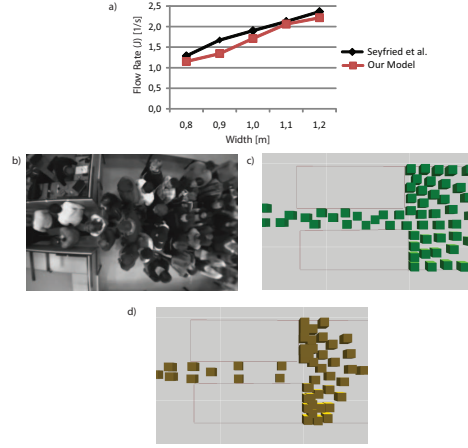 a)
Flow Rate (J) [1/s]
2,5
2,0
1,5
1,0
0,5
0,0
0,8 0,9 1,0 1,1 1,2
Width [m]
Seyfried et al.
Our Model
b)
c)
d)